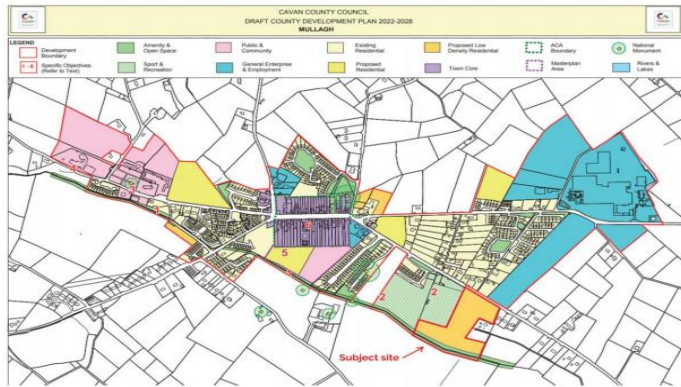 CAVAN COUNTY COUNCIL
DRAFT COUNTY DEVELOPMENT PLAN 2022-2028
MULLAGH
LEGEND
Development Boundary
Amenity & Open Space
Public & Community
Existing Residential
Proposed Low Density Residential
ACA Boundary
National Monument
1 - 8 Specific Objectives (Refer to Text)
Sport & Recreation
General Enterprise & Employment
Proposed Residential
Town Core
Masterplan Area
Rivers & Lakes
5
2
2
Subject site